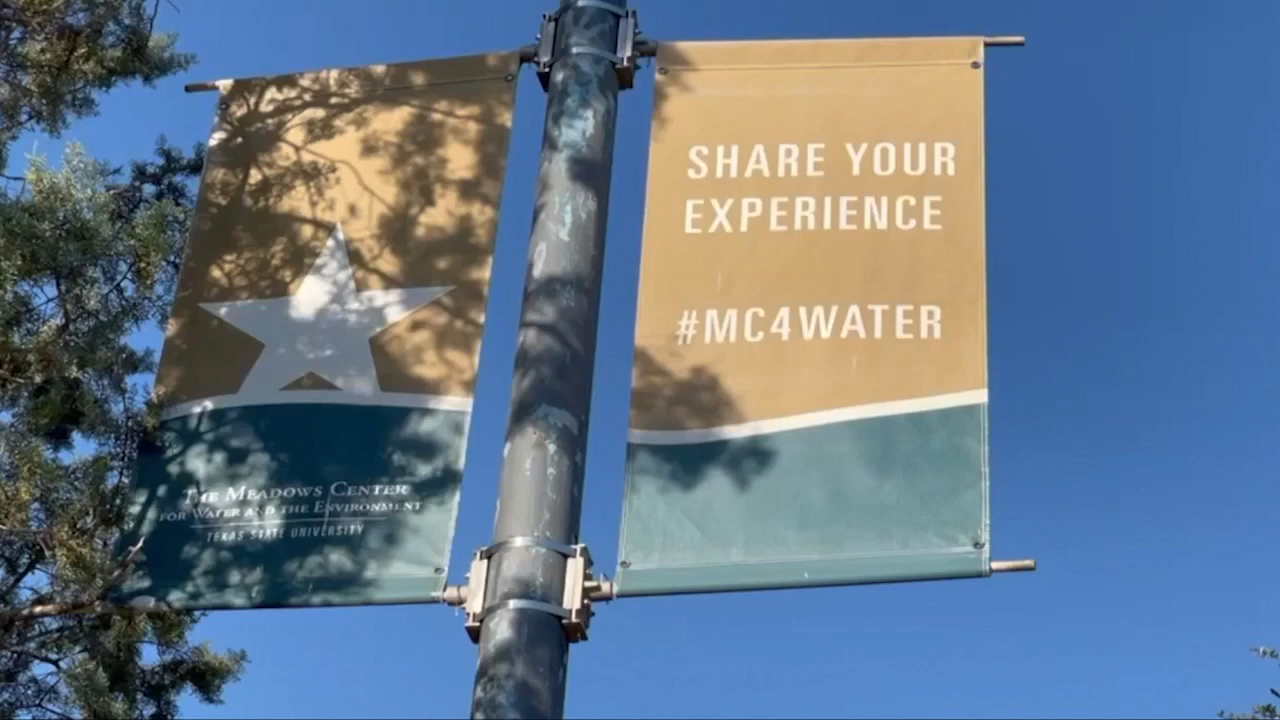 THE MEADOWS CENTER
FOR WATER AND THE ENVIRONMENT
TEXAS STATE UNIVERSITY
SHARE YOUR
EXPERIENCE
#MC4WATER